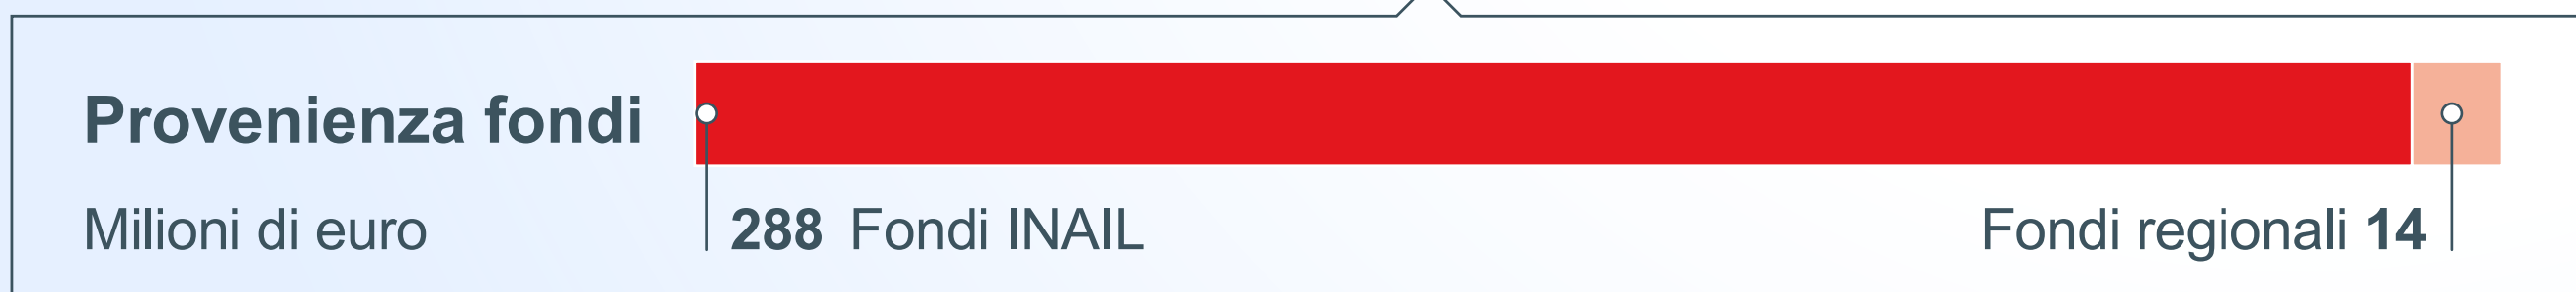 Provenienza fondi
Milioni di euro
288 Fondi INAIL
Fondi regionali 14